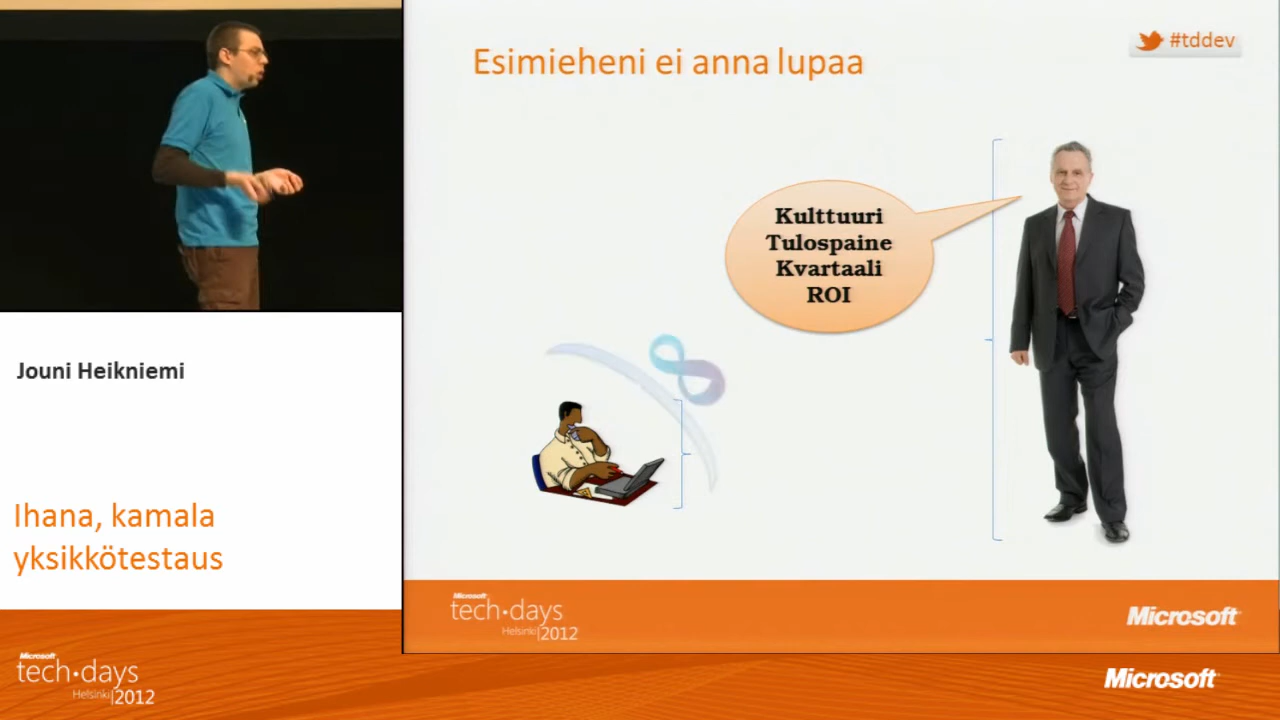 Esimieheni ei anna lupaa
#tddev
Kulttuuri
Tulospaine
Kvartaali
ROI
Jouni Heikniemi
Ihana, kamala
yksikkötestaus
Microsoft
tech·days
Helsinki|2012
Microsoft
Microsoft
tech·days
Helsinki|2012
Microsoft